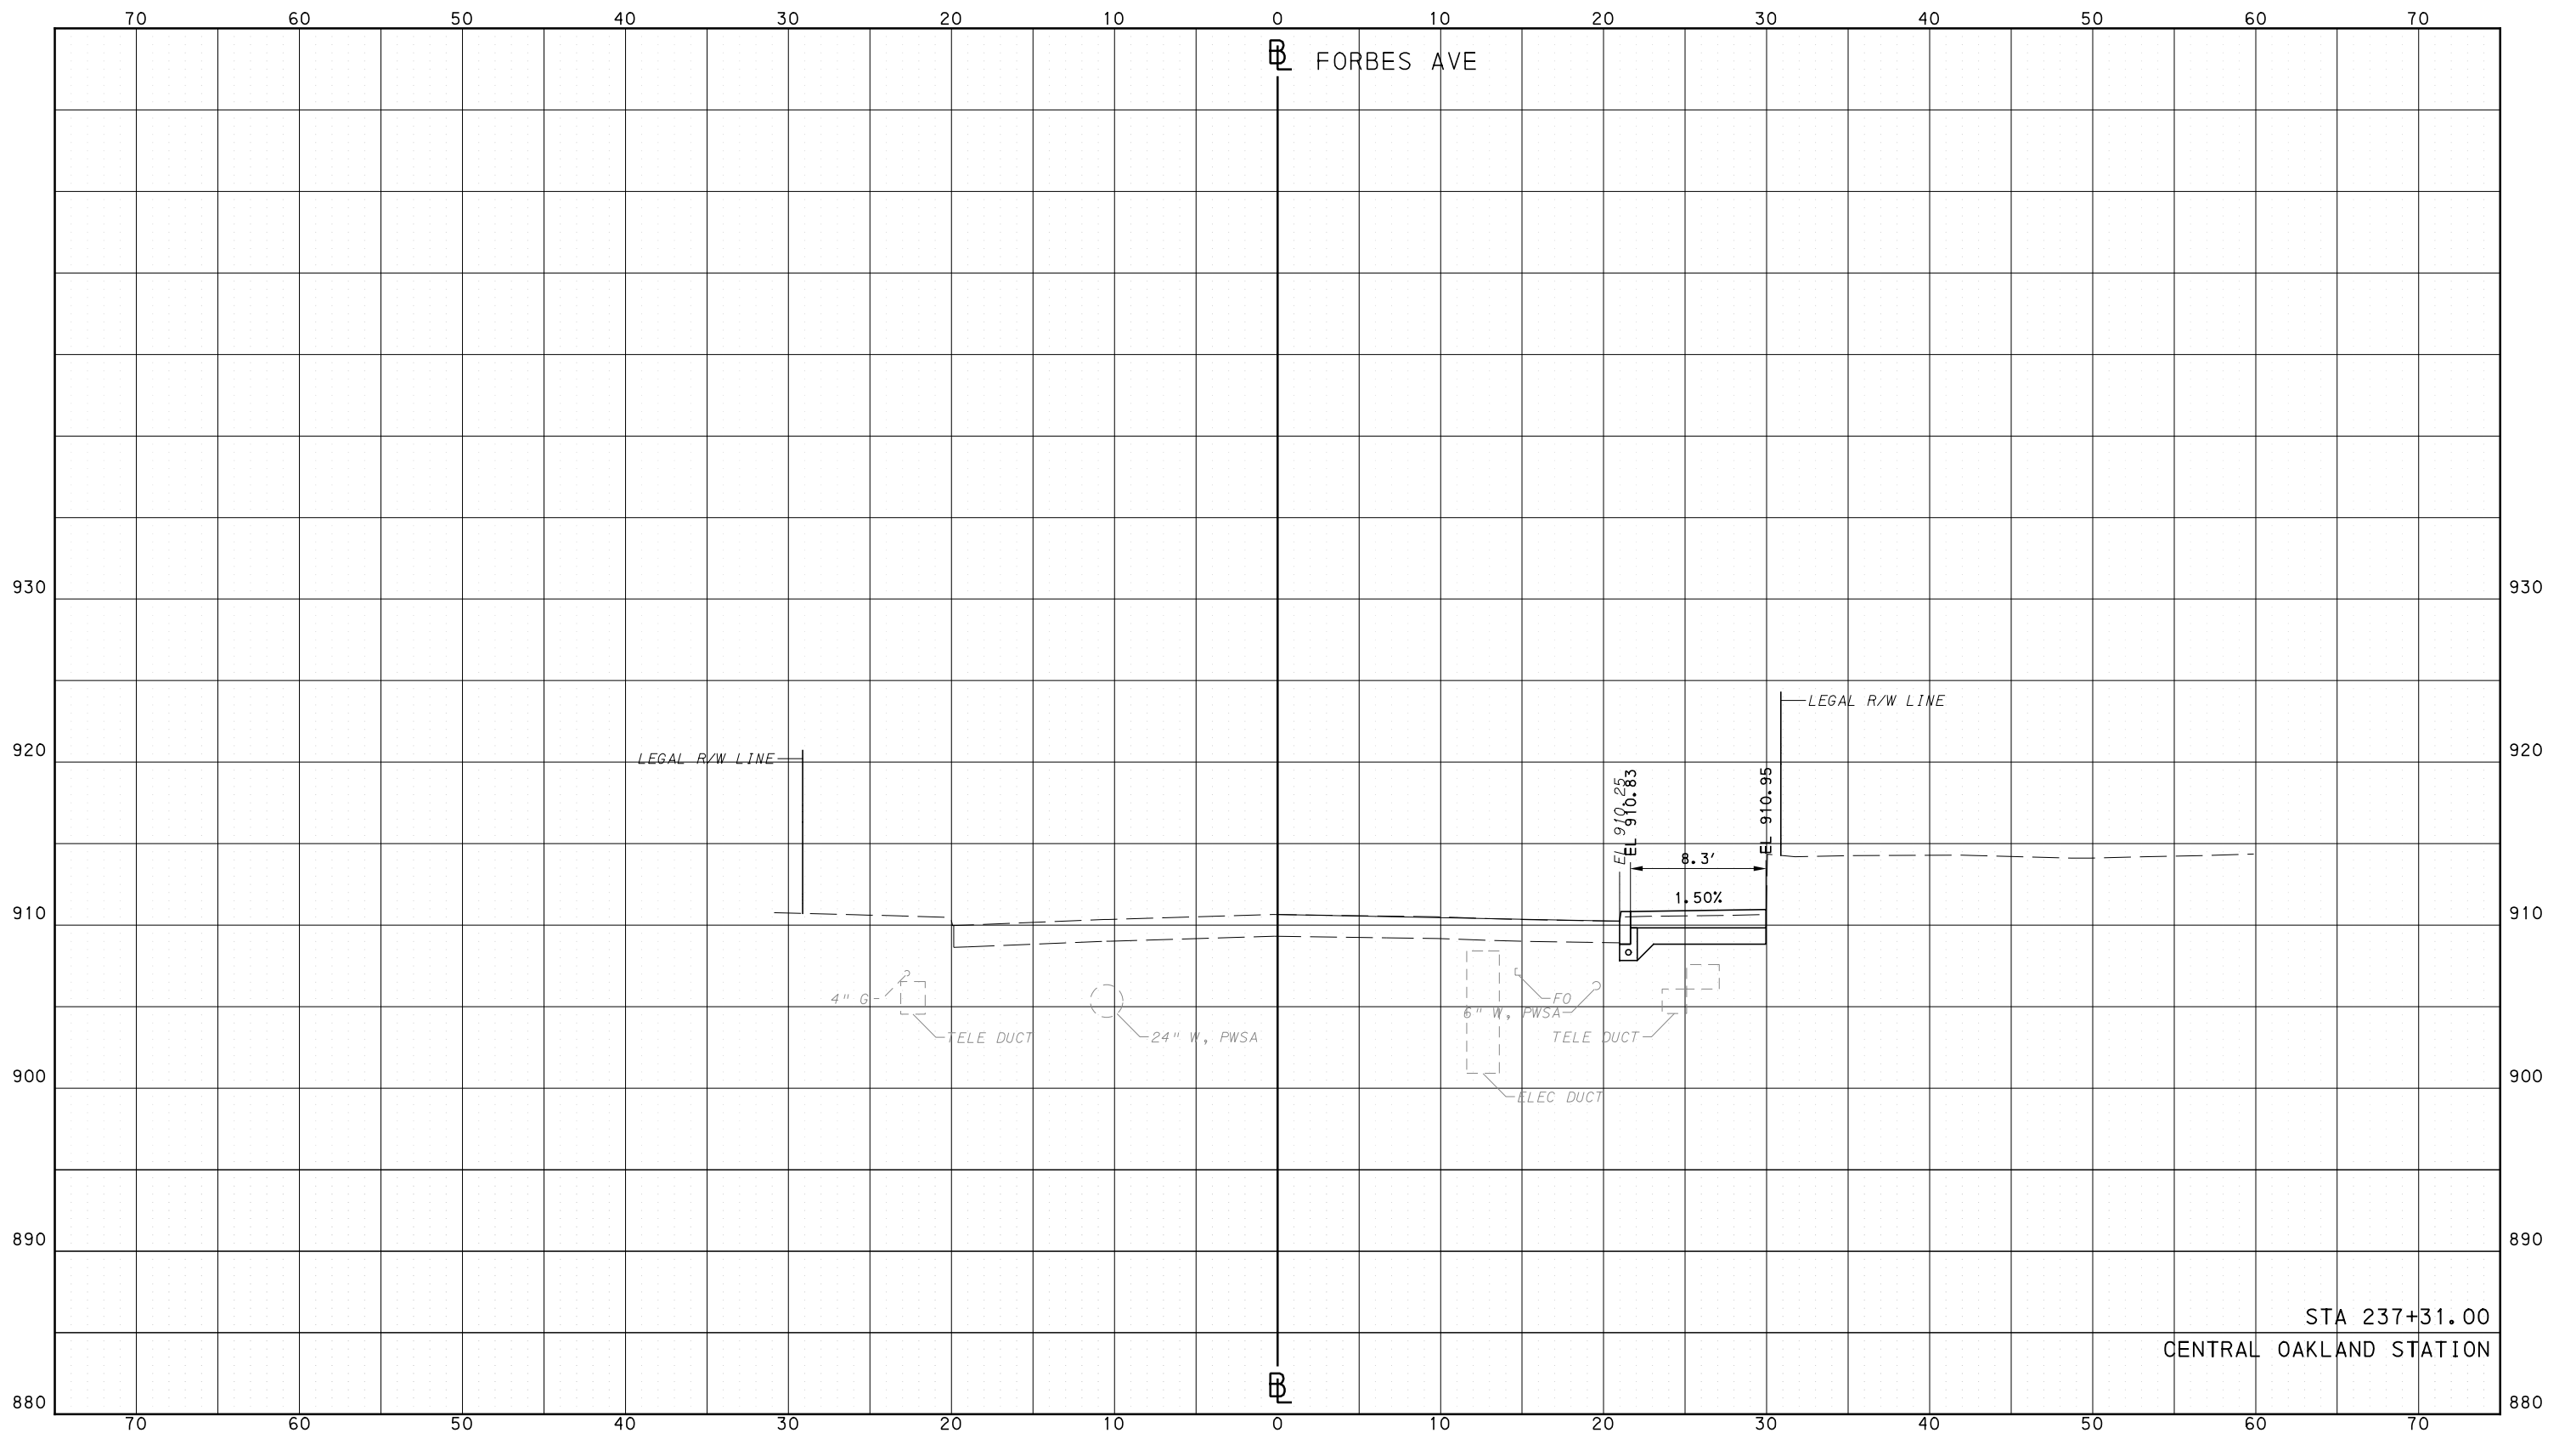 70 60 50 40 30 20 10 0 10 20 30 40 50 60 70
BL FORBES AVE
930 930
LEGAL R/W LINE
920 920
LEGAL R/W LINE
EL 910.25
EL 910.83
EL 910.95
8.3'
1.50%
910 910
4" G
TELE DUCT
24" W, PWSA
FO
6" W, PWSA
TELE DUCT
900 900
ELEC DUCT
890 890
STA 237+31.00
CENTRAL OAKLAND STATION
BL
880 880
70 60 50 40 30 20 10 0 10 20 30 40 50 60 70